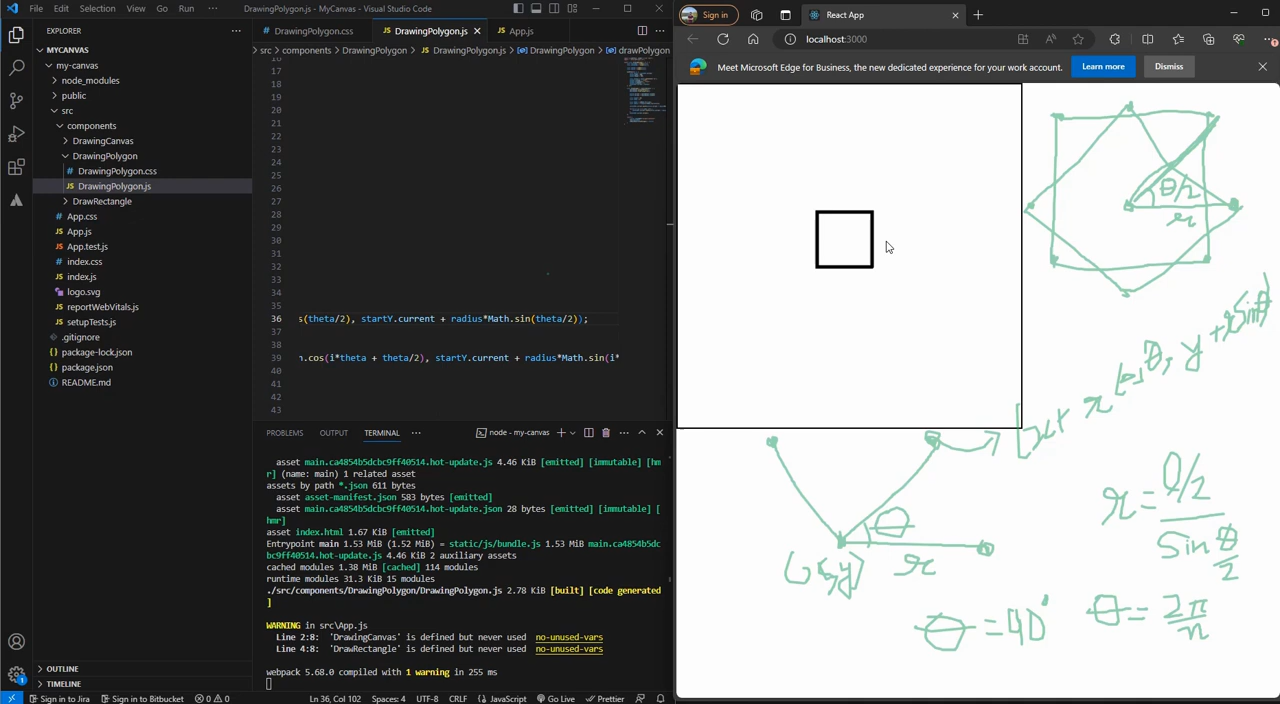 File Edit Selection View Go Run ··· DrawingPolygon.js - MyCanvas - Visual Studio Code
EXPLORER ···
MYCANVAS
my-canvas
node_modules
public
src
components
DrawingCanvas
DrawingPolygon
DrawingPolygon.css
DrawingPolygon.js
DrawRectangle
App.css
App.js
App.test.js
index.css
index.js
logo.svg
reportWebVitals.js
setupTests.js
.gitignore
package-lock.json
package.json
README.md
OUTLINE
TIMELINE
DrawingPolygon.css DrawingPolygon.js App.js
src > components > DrawingPolygon > DrawingPolygon.js > DrawingPolygon > drawPolygon
16
17
18
19
20
21
22
23
24
25
26
27
28
29
30
31
32
33
34
35
36 s(theta/2), startY.current + radius*Math.sin(theta/2));
37
38
39 n.cos(i*theta + theta/2), startY.current + radius*Math.sin(i*
40
41
42
43
PROBLEMS OUTPUT TERMINAL ··· node - my-canvas
asset main.ca4854b5dcbc9ff40514.hot-update.js 4.46 KiB [emitted] [immutable] [hm
r] (name: main) 1 related asset
assets by path *.json 611 bytes
asset asset-manifest.json 583 bytes [emitted]
asset main.ca4854b5dcbc9ff40514.hot-update.json 28 bytes [emitted] [immutable] [
hmr]
asset index.html 1.67 KiB [emitted]
Entrypoint main 1.53 MiB (1.52 MiB) = static/js/bundle.js 1.53 MiB main.ca4854b5dc
bc9ff40514.hot-update.js 4.46 KiB 2 auxiliary assets
cached modules 1.38 MiB [cached] 114 modules
runtime modules 31.3 KiB 15 modules
./src/components/DrawingPolygon/DrawingPolygon.js 2.78 KiB [built] [code generated
]
WARNING in src\App.js
Line 2:8: 'DrawingCanvas' is defined but never used no-unused-vars
Line 4:8: 'DrawRectangle' is defined but never used no-unused-vars
webpack 5.68.0 compiled with 1 warning in 255 ms
Sign in to Jira Sign in to Bitbucket 0 0 Ln 36, Col 102 Spaces: 4 UTF-8 CRLF JavaScript Go Live Prettier
Sign in React App
localhost:3000
Meet Microsoft Edge for Business, the new dedicated experience for your work account. Learn more Dismiss
θ/2
r
θ
(x,y)
r
r = l/2
sin θ/2
θ = 2π/n